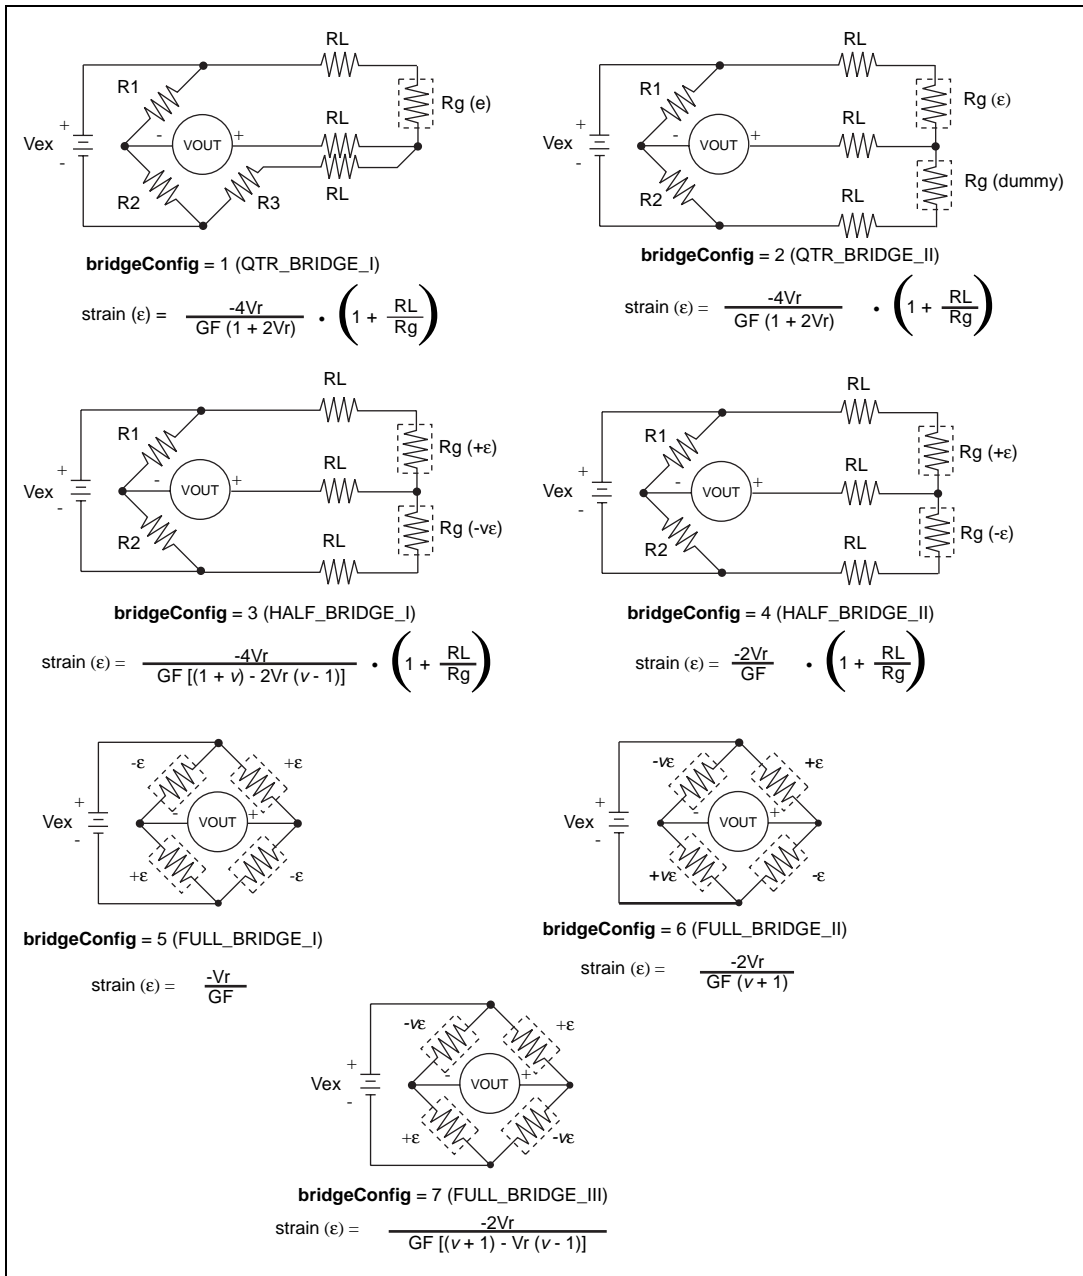 RL RL
R1 Rg (e) R1 Rg (ε)
Vex + - - VOUT + RL Vex + - - VOUT + RL
R2 R3 RL R2 RL Rg (dummy)
bridgeConfig = 1 (QTR_BRIDGE_I)
bridgeConfig = 2 (QTR_BRIDGE_II)
strain (ε) = -4Vr / GF (1 + 2Vr) • (1 + RL / Rg)
strain (ε) = -4Vr / GF (1 + 2Vr) • (1 + RL / Rg)
RL RL
R1 Rg (+ε) R1 Rg (+ε)
Vex + - - VOUT + RL Vex + - - VOUT + RL
R2 RL Rg (-vε) R2 RL Rg (-ε)
bridgeConfig = 3 (HALF_BRIDGE_I)
bridgeConfig = 4 (HALF_BRIDGE_II)
strain (ε) = -4Vr / GF [(1 + v) - 2Vr (v - 1)] • (1 + RL / Rg)
strain (ε) = -2Vr / GF • (1 + RL / Rg)
-ε +ε -vε +ε
Vex + - - VOUT + Vex + - - VOUT +
+ε -ε +vε -ε
bridgeConfig = 5 (FULL_BRIDGE_I)
bridgeConfig = 6 (FULL_BRIDGE_II)
strain (ε) = -Vr / GF
strain (ε) = -2Vr / GF (v + 1)
-vε +ε
Vex + - - VOUT +
+ε -vε
bridgeConfig = 7 (FULL_BRIDGE_III)
strain (ε) = -2Vr / GF [(v + 1) - Vr (v - 1)]